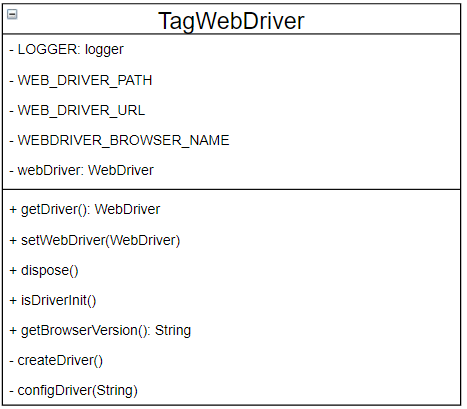 TagWebDriver
- LOGGER: logger
- WEB_DRIVER_PATH
- WEB_DRIVER_URL
- WEBDRIVER_BROWSER_NAME
- webDriver: WebDriver
+ getDriver(): WebDriver
+ setWebDriver(WebDriver)
+ dispose()
+ isDriverInit()
+ getBrowserVersion(): String
- createDriver()
- configDriver(String)